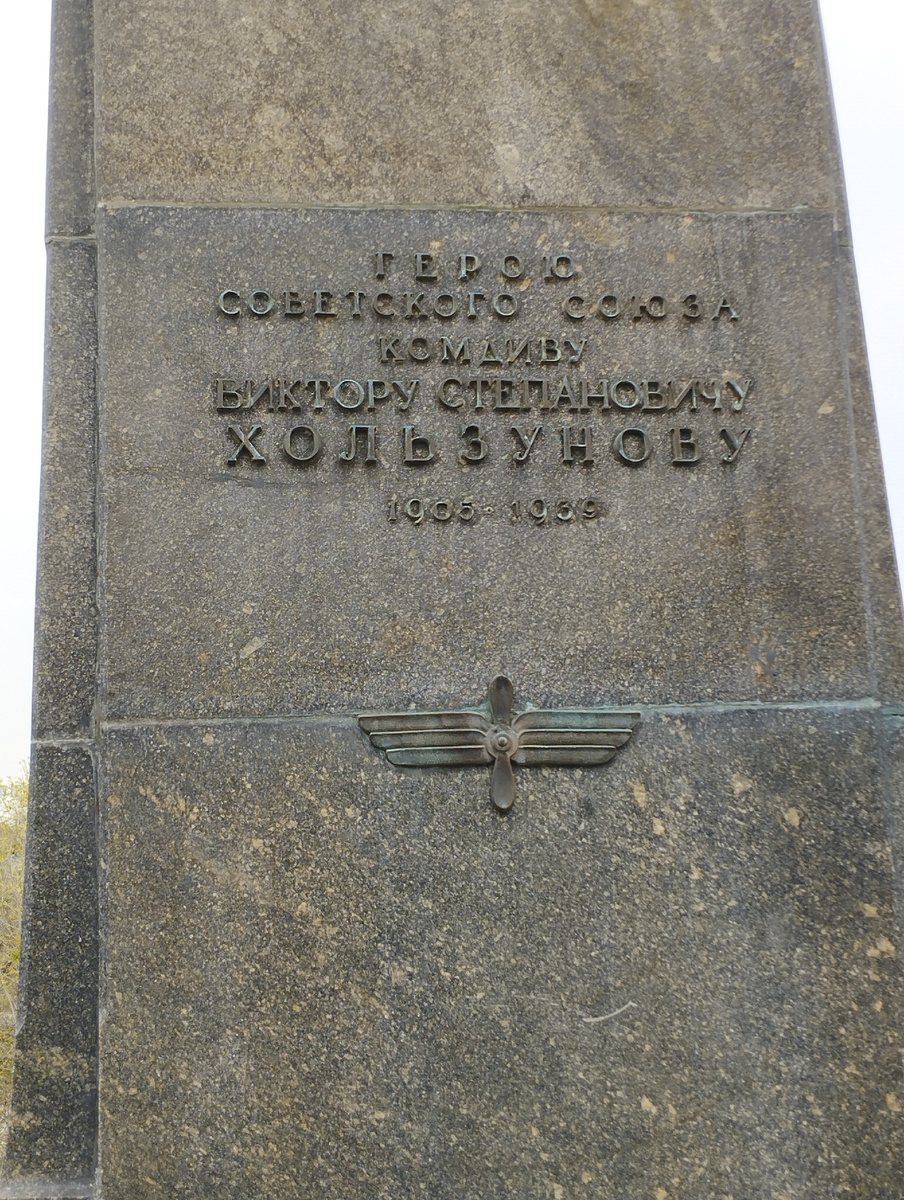 ГЕРОЮ
СОВЕТСКОГО СОЮЗА
КОМДИВУ
ВИКТОРУ СТЕПАНОВИЧУ
ХОЛЬЗУНОВУ
1905-1939